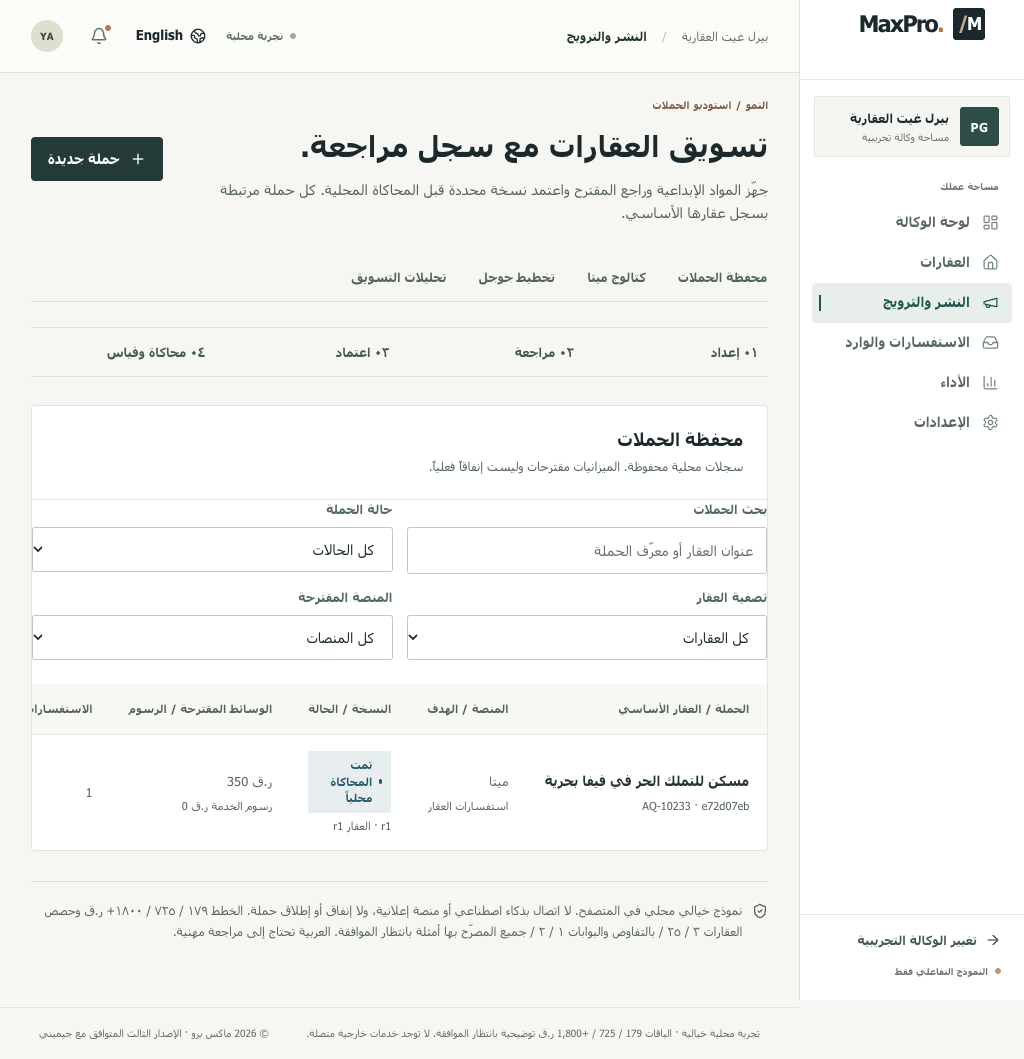 MaxPro. /M
بيرل غيت العقارية / النشر والترويج
تجربة محلية
English
YA
PG
بيرل غيت العقارية
مساحة وكالة تجريبية
مساحة عملك
لوحة الوكالة
العقارات
النشر والترويج
الاستفسارات والوارد
الأداء
الإعدادات
تغيير الوكالة التجريبية
النموذج التفاعلي فقط
النمو / استوديو الحملات
تسويق العقارات مع سجل مراجعة.
جهّز المواد الإبداعية وراجع المقترح واعتمد نسخة محددة قبل المحاكاة المحلية. كل حملة مرتبطة
بسجل عقارها الأساسي.
حملة جديدة
محفظة الحملات
كتالوج ميتا
تخطيط جوجل
تحليلات التسويق
٠١ إعداد
٠٢ مراجعة
٠٣ اعتماد
٠٤ محاكاة وقياس
محفظة الحملات
سجلات محلية محفوظة. الميزانيات مقترحات وليست إنفاقاً فعلياً.
بحث الحملات
عنوان العقار أو معرّف الحملة
حالة الحملة
كل الحالات
تصفية العقار
كل العقارات
المنصة المقترحة
كل المنصات
الحملة / العقار الأساسي
المنصة / الهدف
النسخة / الحالة
الوسائط المقترحة / الرسوم
مسكن للتملك الحر في فيفا بحرية
AQ-10233 · e72d07eb
ميتا
استفسارات العقار
تمت
المحاكاة
محلياً
r1 · العقار r1
ر.ق 350
رسوم الخدمة ر.ق 0
1
نموذج خيالي محلي في المتصفح. لا اتصال بذكاء اصطناعي أو منصة إعلانية، ولا إنفاق أو إطلاق حملة. الخطط ١٧٩ / ٧٢٥ / ١٨٠٠+ ر.ق وحصص
العقارات ٣ / ٢٥ / بالتفاوض والبوابات ١ / ٢ / جميع المصرّح بها أمثلة بانتظار الموافقة. العربية تحتاج إلى مراجعة مهنية.
تجربة محلية خيالية · الباقات 179 / 725 / +1,800 ر.ق توضيحية بانتظار الموافقة. لا توجد خدمات خارجية متصلة.
© 2026 ماكس برو · الإصدار الثالث المتوافق مع جيميني